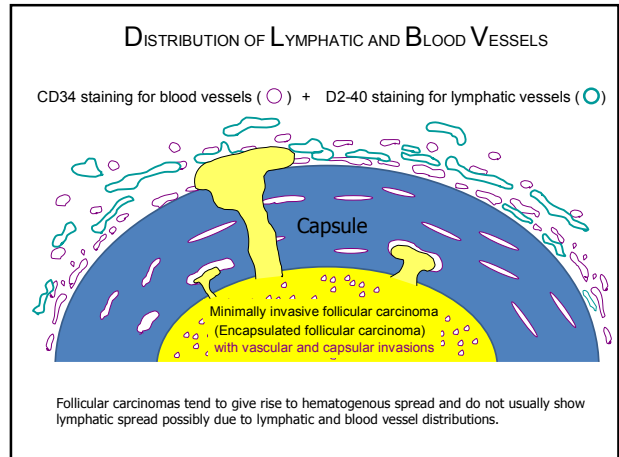 DISTRIBUTION OF LYMPHATIC AND BLOOD VESSELS
CD34 staining for blood vessels ( ) + D2-40 staining for lymphatic vessels ( )
Capsule
Minimally invasive follicular carcinoma
(Encapsulated follicular carcinoma)
with vascular and capsular invasions
Follicular carcinomas tend to give rise to hematogenous spread and do not usually show
lymphatic spread possibly due to lymphatic and blood vessel distributions.